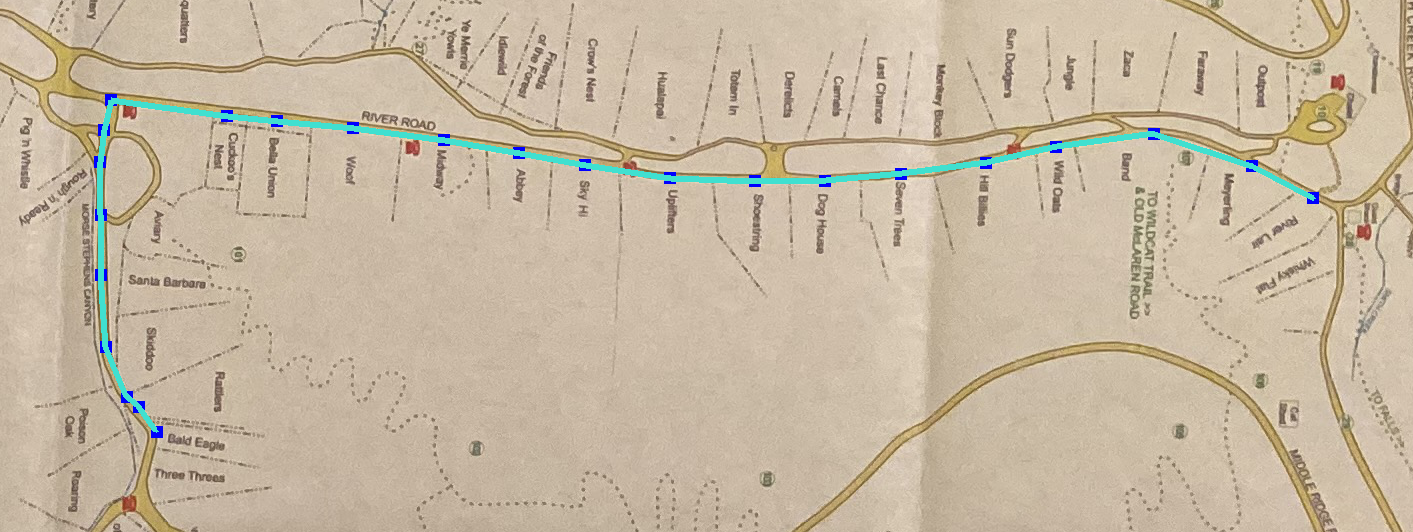 quatters
Ye Merrie
Yowls
Idlewild
Friends
of the Forest
Crow's Nest
Hualapai
Totem In
Derelicts
Camels
Last Chance
Monkey Block
Sun Dodgers
Jungle
Zaca
Faraway
Outpost
27
Pig 'n Whistle
Rough 'n Ready
RIVER ROAD
Cuckoo's
Nest
Bella Union
Woof
Midway
Abbey
Sky Hi
Uplifters
Shoestring
Dog House
Seven Trees
Hill Billies
Wild Oats
Band
Meyerling
River Lair
Whisky Flat
TO WILDCAT TRAIL >>
& OLD McLAREN ROAD
MORSE STEPHENS CANYON
Aviary
101
Santa Barbara
Skiddoo
Rattlers
Poison
Oak
Bald Eagle
Three Threes
Roaring
MIDDLE RIDGE
TO FALLS >>